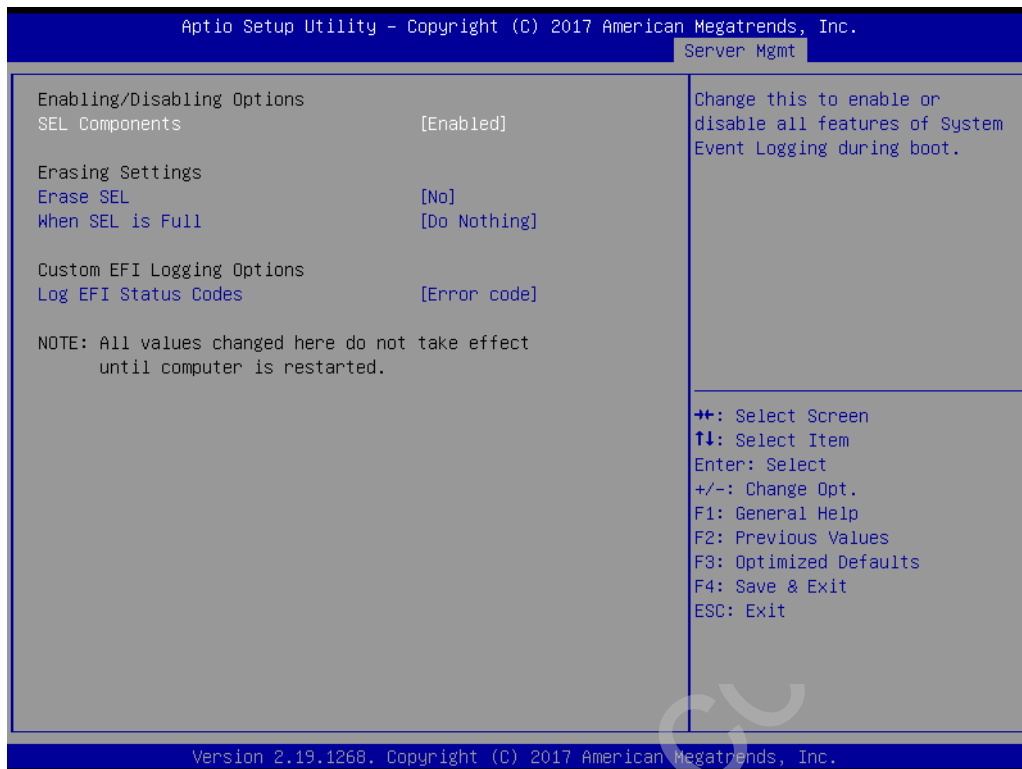 Aptio Setup Utility – Copyright (C) 2017 American Megatrends, Inc.
Server Mgmt
Enabling/Disabling Options
SEL Components [Enabled]
Erasing Settings
Erase SEL [No]
When SEL is Full [Do Nothing]
Custom EFI Logging Options
Log EFI Status Codes [Error code]
NOTE: All values changed here do not take effect
until computer is restarted.
Change this to enable or
disable all features of System
Event Logging during boot.
→←: Select Screen
↑↓: Select Item
Enter: Select
+/-: Change Opt.
F1: General Help
F2: Previous Values
F3: Optimized Defaults
F4: Save & Exit
ESC: Exit
Version 2.19.1268. Copyright (C) 2017 American Megatrends, Inc.